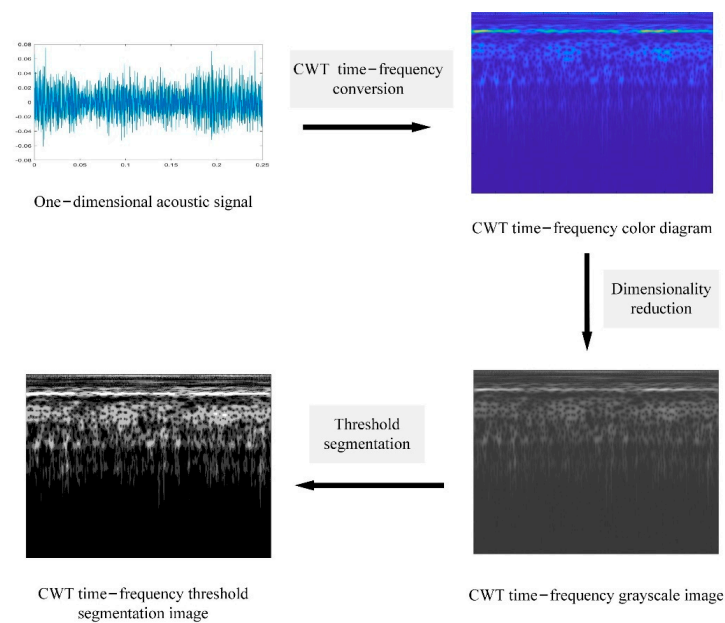 0.08
0.06
0.04
0.02
0
-0.02
-0.04
-0.06
-0.08
0
0.05
0.1
0.15
0.2
0.25
One−dimensional acoustic signal
CWT time−frequency
conversion
CWT time−frequency color diagram
Dimensionality
reduction
CWT time−frequency grayscale image
Threshold
segmentation
CWT time−frequency threshold
segmentation image